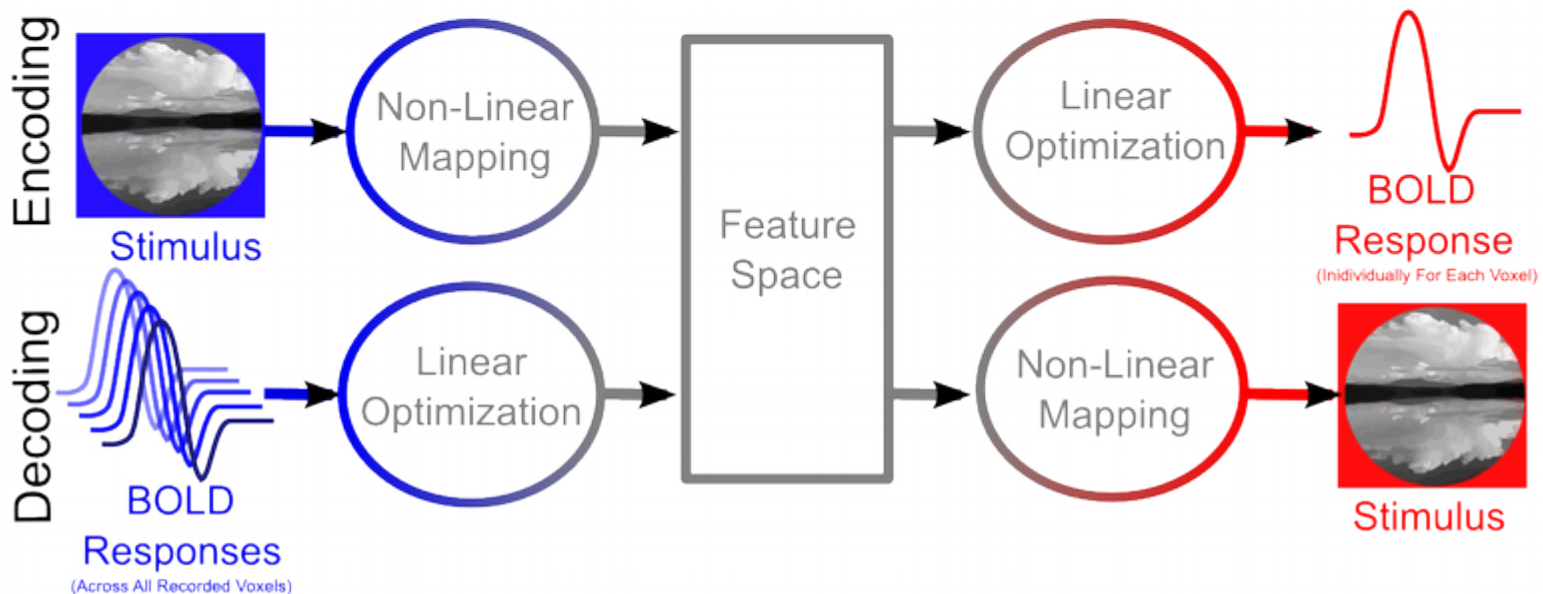 Encoding
Stimulus
Non-Linear
Mapping
Feature
Space
Linear
Optimization
BOLD
Response
(Inidividually For Each Voxel)
Decoding
BOLD
Responses
(Across All Recorded Voxels)
Linear
Optimization
Non-Linear
Mapping
Stimulus